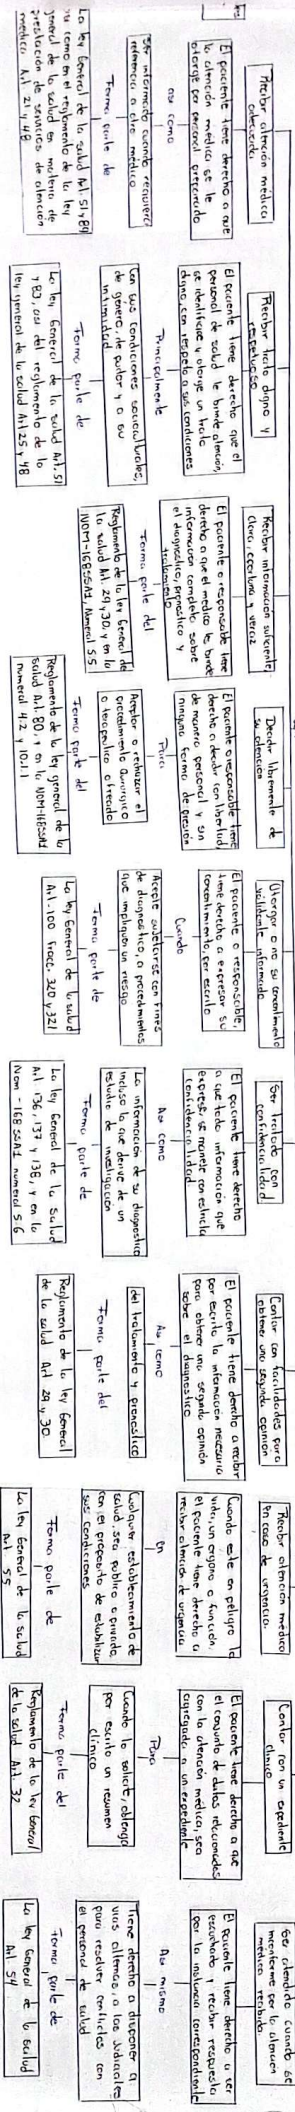 Recibir atención médica
adecuada
El paciente tiene derecho a que
la atención médica se le
otorge por personal preparado
así como
Ser informado cuando requiera
referencia a otro médico
Forma parte de
La ley General de la salud Art. 51 y 89
así como en el reglamento de la ley
general de la salud en materia de
prestación de servicios de atención
médica. Art. 21 y 48
Recibir trato digno y
respetuoso
El paciente tiene derecho que el
personal de salud le brinde atención,
se identifique y otorge un trato
digno, con respeto a sus condiciones
Principalmente
Con sus condiciones socioculturales,
de género, de pudor y a su
intimidad
Forma parte de
La ley General de la salud Art. 51
y 83, así del reglamento de la
ley general de la salud Art 25 y 48
Recibir información suficiente,
clara, oportuna y veraz
El paciente o responsable tiene
derecho a que el medico les brinde
información completa sobre
el diagnostico, pronostico y
tratamiento
Forma parte del
Reglamento de la ley General de
la salud Art. 29 y 30, y en la
NOM-168SSA1 Numeral 5.5
Decidir libremente de
su atención
El paciente o responsable tiene
derecho a decidir con libertad,
de manera personal y sin
ninguna forma de presión
Para
Aceptar o rechazar el
procedimiento Quirurgico
o terapeutico ofrecido
Forma parte del
Reglamento de la ley general de la
salud Art. 80, y en la NOM-168SSA1
numeral 4.2 y 10.1.1
Otorgar o no su consentimiento
válidamente informado
El paciente o responsable,
tiene derecho a expresar su
consentimiento, por escrito
Cuando
Acepte sujetarse con fines
de diagnostico, o procedimientos
que impliquen un riesgo
Forma parte de
La ley General de la salud
Art. 100 Fracc. 320 y 321
Ser tratado con
confidencialidad
El paciente tiene derecho
a que toda información que
exprese, se maneje con estricta
confidencialidad
Así como
La información de su diagnostico
incluso la que derive de un
estudio de investigación
Forma parte de
La ley General de la salud
Art 136, 137 y 138, y en la
Nom - 168 SSA1 numeral 5.6
Contar con facilidades para
obtener una segunda opinión
El paciente tiene derecho a recibir
por escrito la información necesaria
para obtener una segunda opinión
sobre el diagnostico
Así como
del tratamiento y pronostico
Forma parte del
Reglamento de la ley General
de la salud Art 29 y 30
Recibir atención médica
en caso de urgencia
Cuando este en peligro la
vida, un organo o función,
el paciente tiene derecho a
recibir atención de urgencia
En
Cualquier establecimiento de
salud, sea público o privado,
con el proposito de estabilizar
sus condiciones
Forma parte de
La ley General de la salud
Art. 55
Contar con un expediente
clinico
El paciente tiene derecho a que
el conjunto de datos relacionados
con la atención médica, sea
agregado a un expediente
Para
Cuando lo solicite, obtenga
por escrito un resumen
clinico
Forma parte del
Reglamento de la ley General
de la salud Art. 32
Ser atendido cuando se
inconforme por la atención
médica recibida
El paciente tiene derecho a ser
escuchado y recibir respuesta
por la instancia correspondiente
Así mismo
Tiene derecho a disponer a
vías alternas, a las Judiciales
para resolver conflictos con
el personal de salud
Forma parte de
La ley General de la salud
Art. 54